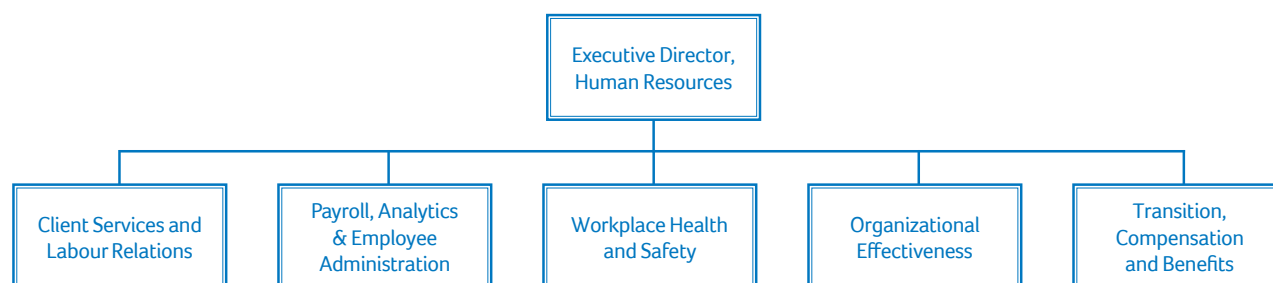 Executive Director,
Human Resources
Client Services and
Labour Relations
Payroll, Analytics
& Employee
Administration
Workplace Health
and Safety
Organizational
Effectiveness
Transition,
Compensation
and Benefits